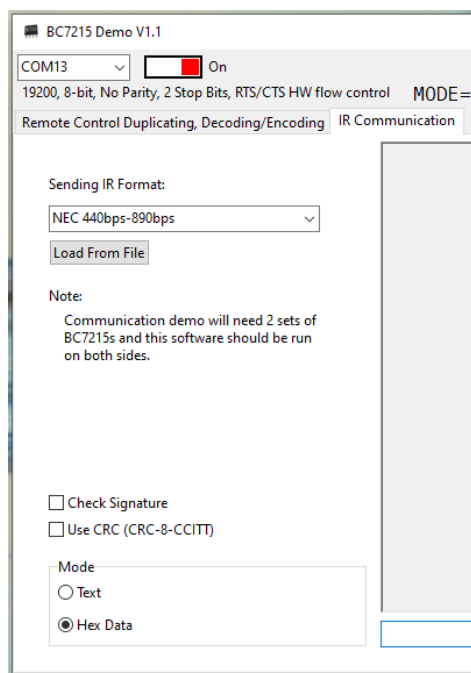 BC7215 Demo V1.1
COM13 On
19200, 8-bit, No Parity, 2 Stop Bits, RTS/CTS HW flow control MODE=
Remote Control Duplicating, Decoding/Encoding IR Communication
Sending IR Format:
NEC 440bps-890bps
Load From File
Note:
Communication demo will need 2 sets of
BC7215s and this software should be run
on both sides.
Check Signature
Use CRC (CRC-8-CCITT)
Mode
Text
Hex Data